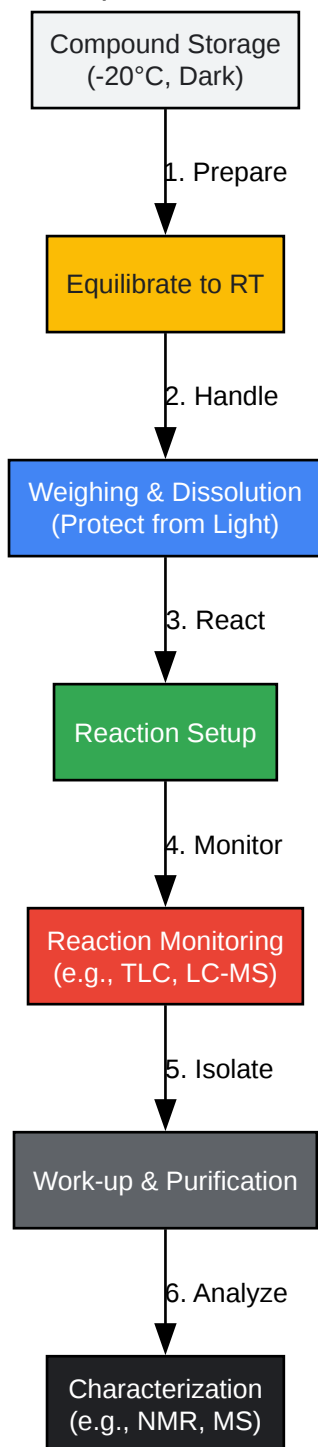 Compound Storage
(-20°C, Dark)
1. Prepare
Equilibrate to RT
2. Handle
Weighing & Dissolution
(Protect from Light)
3. React
Reaction Setup
4. Monitor
Reaction Monitoring
(e.g., TLC, LC-MS)
5. Isolate
Work-up & Purification
6. Analyze
Characterization
(e.g., NMR, MS)